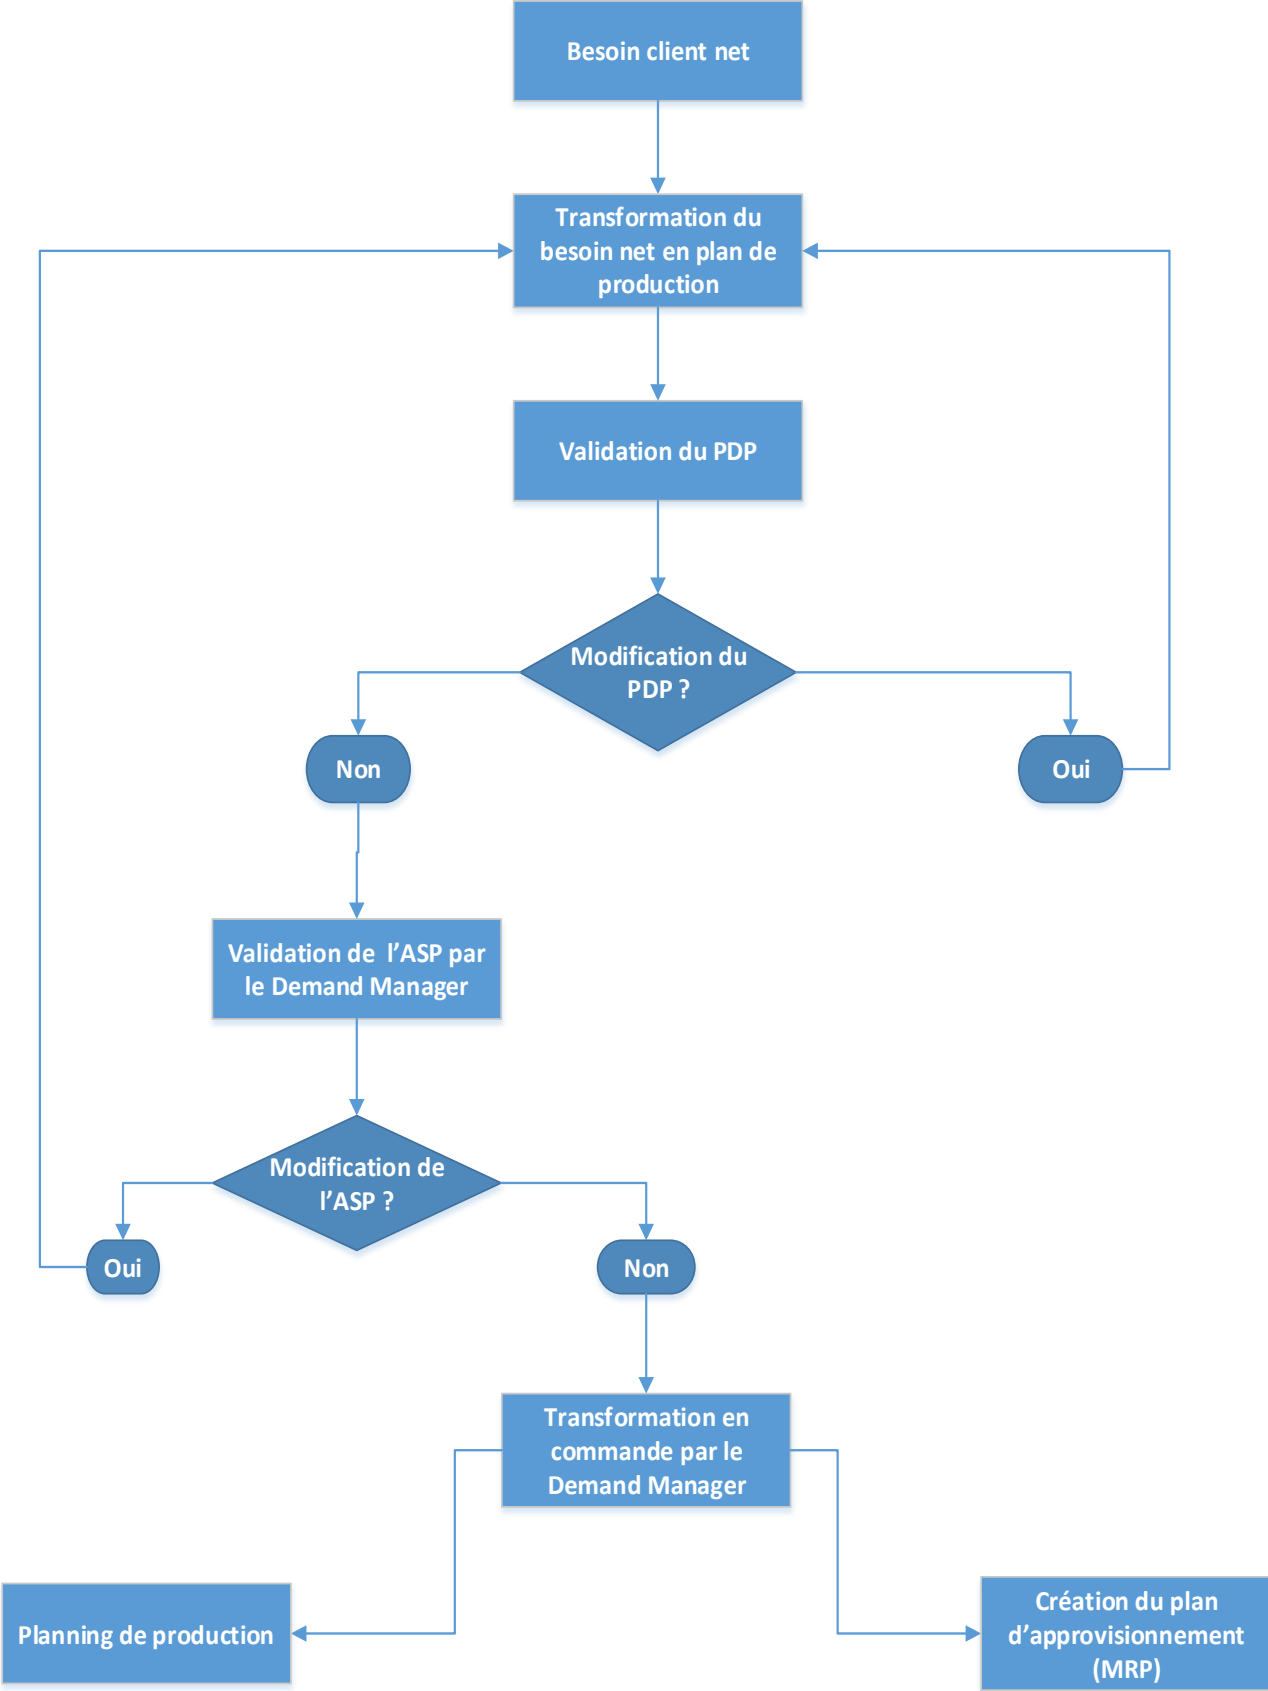 Besoin client net
Transformation du
besoin net en plan de
production
Validation du PDP
Modification du
PDP ?
Non
Oui
Validation de l’ASP par
le Demand Manager
Modification de
l’ASP ?
Oui
Non
Transformation en
commande par le
Demand Manager
Planning de production
Création du plan
d’approvisionnement
(MRP)